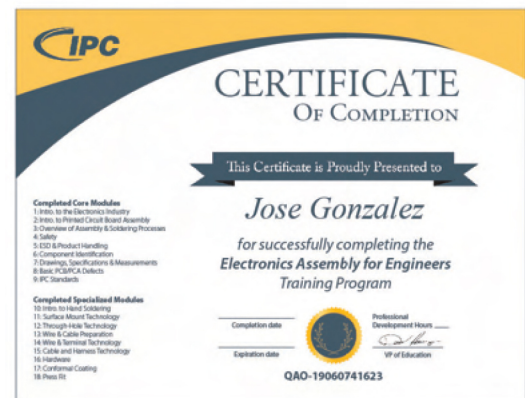 IPC
CERTIFICATE
OF COMPLETION
This Certificate is Proudly Presented to
Jose Gonzalez
for successfully completing the
Electronics Assembly for Engineers
Training Program
Completed Core Modules
1: Intro. to the Electronics Industry
2: Intro. to Printed Circuit Board Assembly
3: Overview of Assembly & Soldering Processes
4: Safety
5: ESD & Product Handling
6: Component Identification
7: Drawings, Specifications & Measurements
8: Basic PCB/PCA Defects
9: IPC Standards
Completed Specialized Modules
10: Intro. to Hand Soldering
11: Surface Mount Technology
12: Through-Hole Technology
13: Wire & Cable Preparation
14: Wire & Terminal Technology
15: Cable and Harness Technology
16: Hardware
17: Conformal Coating
18: Press Fit
Completion date
Expiration date
Professional
Development Hours
VP of Education
QAO-19060741623